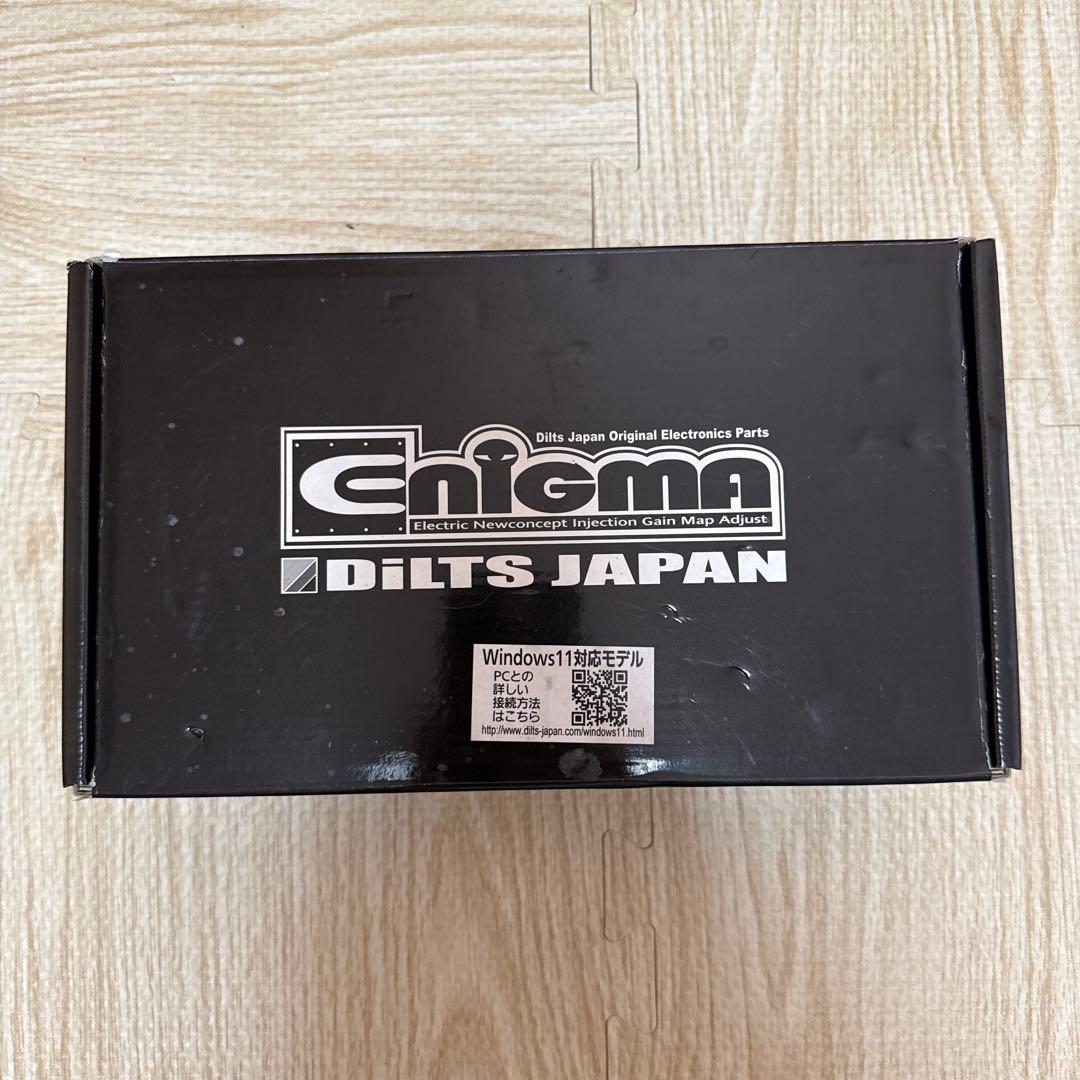 Dilts Japan Original Electronics Parts
EnIGMA
Electric Newconcept Injection Gain Map Adjust
DiLTS JAPAN
Windows11対応モデル
PCとの
詳しい
接続方法
はこちら
http://www.dilts-japan.com/windows11.html